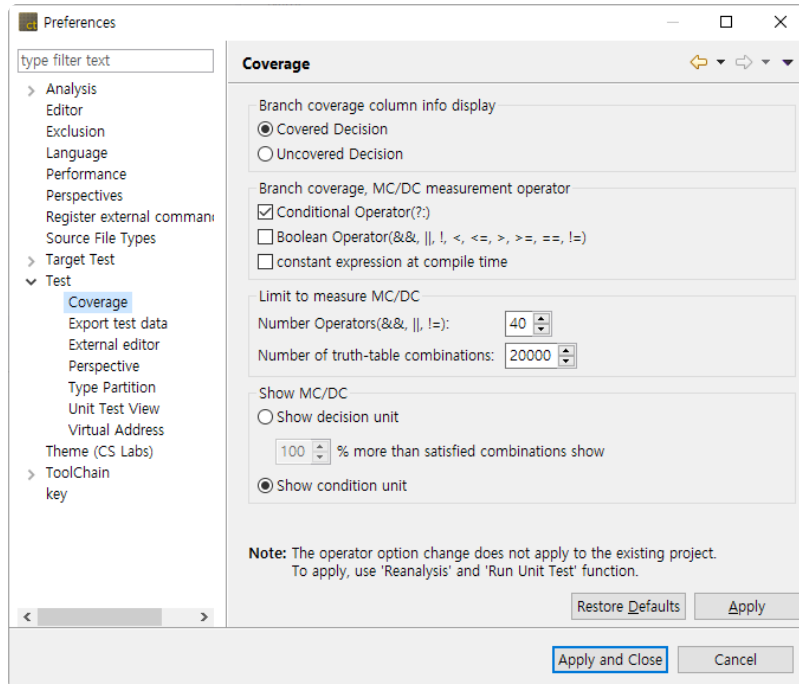 ct Preferences
type filter text
Analysis
Editor
Exclusion
Language
Performance
Perspectives
Register external comman
Source File Types
Target Test
Test
Coverage
Export test data
External editor
Perspective
Type Partition
Unit Test View
Virtual Address
Theme (CS Labs)
ToolChain
key
Coverage
Branch coverage column info display
Covered Decision
Uncovered Decision
Branch coverage, MC/DC measurement operator
Conditional Operator(?:)
Boolean Operator(&&, ||, !, <, <=, >, >=, ==, !=)
constant expression at compile time
Limit to measure MC/DC
Number Operators(&&, ||, !=): 40
Number of truth-table combinations: 20000
Show MC/DC
Show decision unit
100 % more than satisfied combinations show
Show condition unit
Note: The operator option change does not apply to the existing project.
To apply, use 'Reanalysis' and 'Run Unit Test' function.
Restore Defaults Apply
Apply and Close Cancel